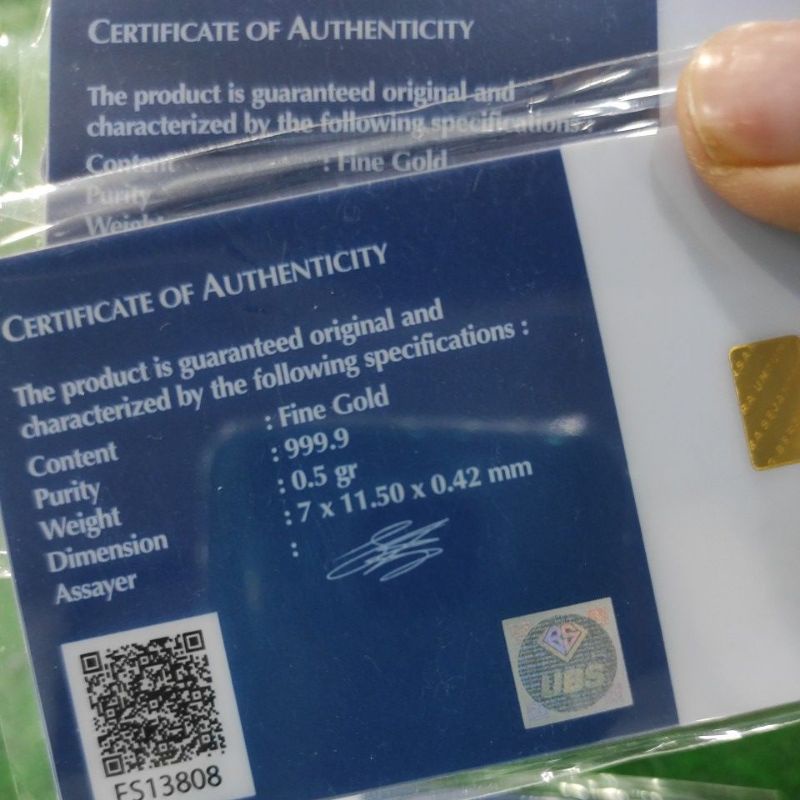 CERTIFICATE OF AUTHENTICITY
The product is guaranteed original and
characterized by the following specifications :
Content : Fine Gold
Purity
Weight
CERTIFICATE OF AUTHENTICITY
The product is guaranteed original and
characterized by the following specifications :
Content : Fine Gold
Purity : 999.9
Weight : 0.5 gr
Dimension : 7 x 11.50 x 0.42 mm
Assayer :
UBS
ES13808